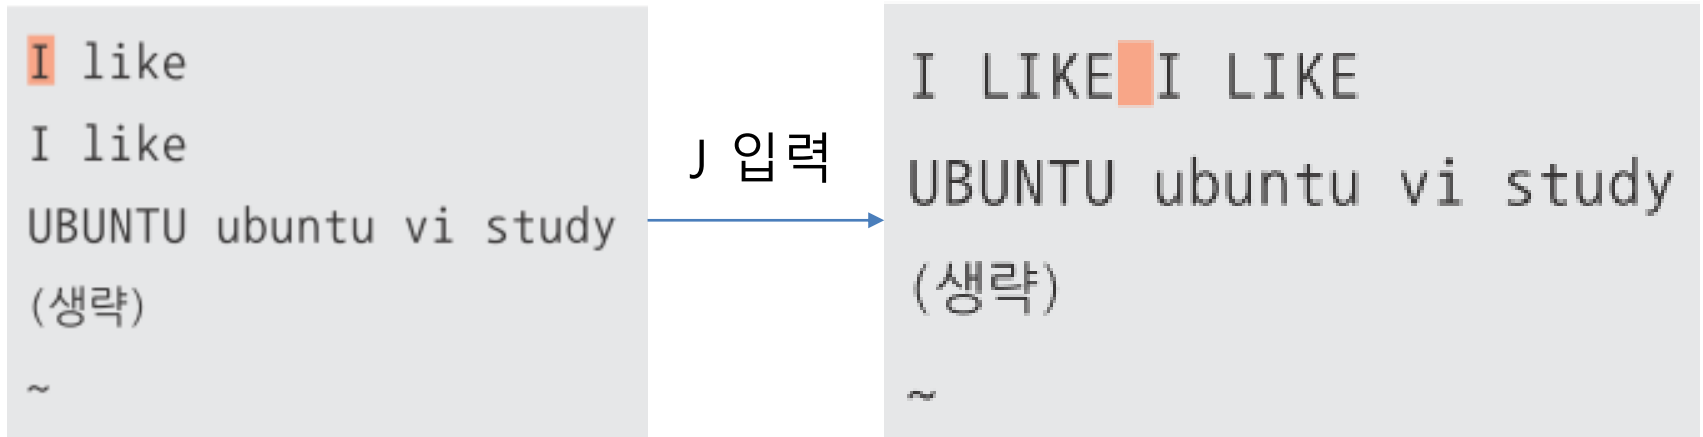 I like
I like
UBUNTU ubuntu vi study
(생략)
~
J 입력
I LIKE I LIKE
UBUNTU ubuntu vi study
(생략)
~